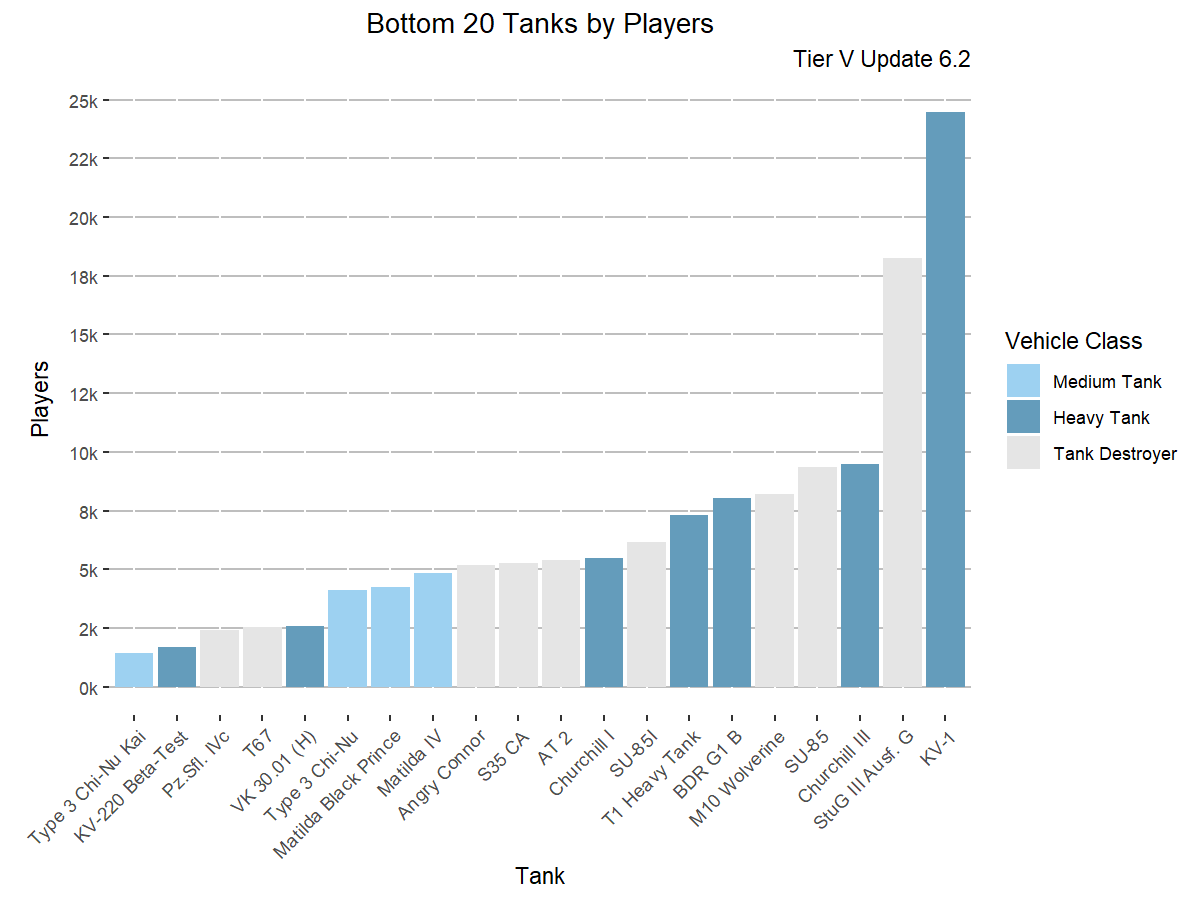 Bottom 20 Tanks by Players
Tier V Update 6.2
25k
22k
20k
18k
15k
12k
10k
8k
5k
2k
0k
Players
Type 3 Chi-Nu Kai
KV-220 Beta-Test
Pz.Sfl. IVc
T67
VK 30.01 (H)
Type 3 Chi-Nu
Matilda Black Prince
Matilda IV
Angry Connor
S35 CA
AT 2
Churchill I
SU-85I
T1 Heavy Tank
BDR G1 B
M10 Wolverine
SU-85
Churchill III
StuG III Ausf. G
KV-1
Tank
Vehicle Class
Medium Tank
Heavy Tank
Tank Destroyer